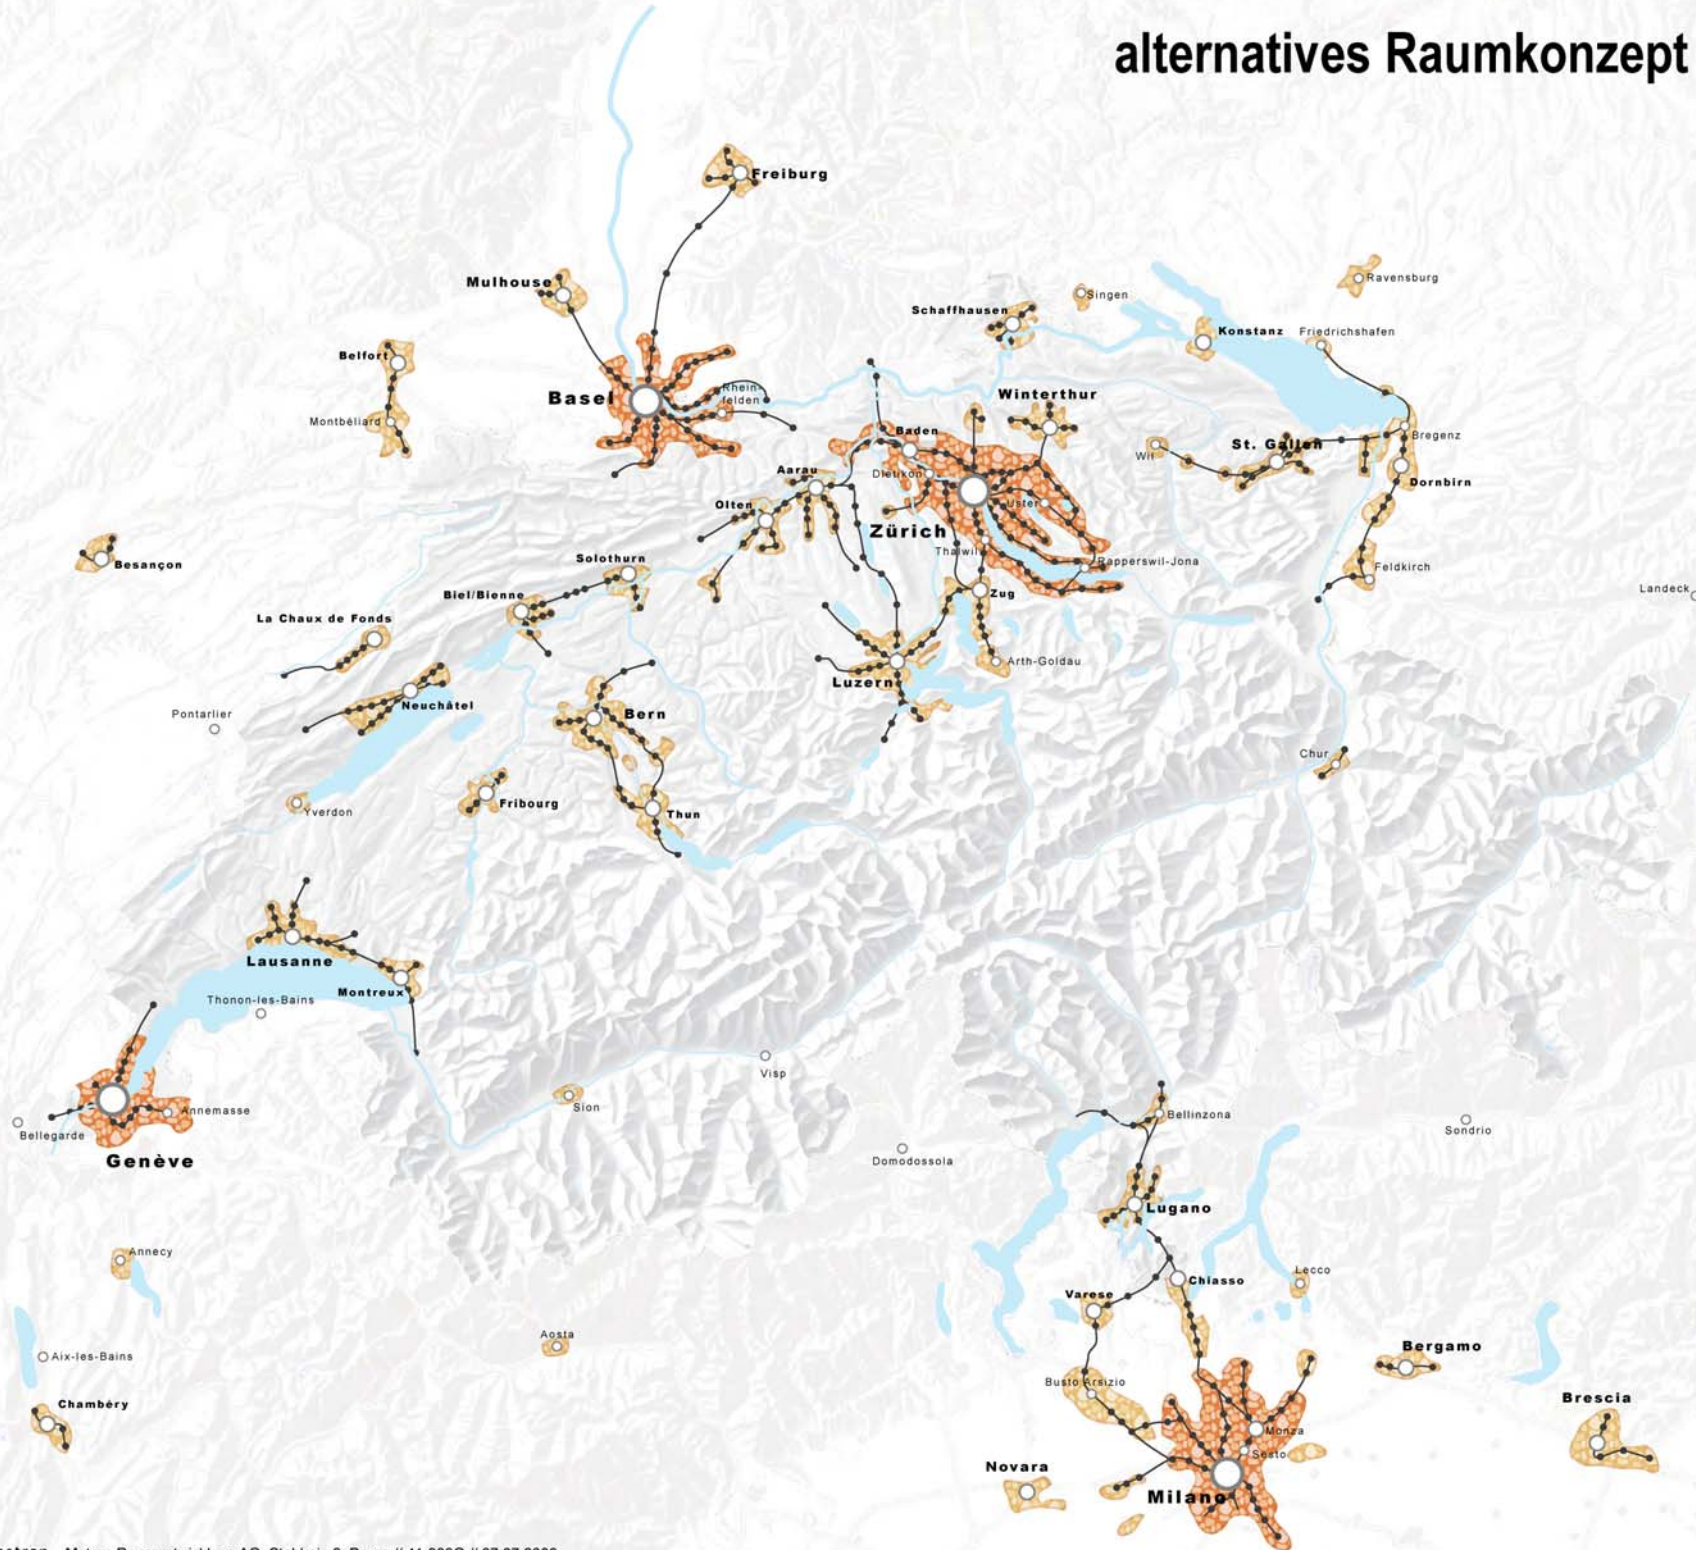 alternatives Raumkonzept
Freiburg
Mulhouse
Ravensburg
Singen
Schaffhausen
Konstanz
Friedrichshafen
Belfort
Basel
Rhein-
felden
Winterthur
Montbéliard
Baden
Bregenz
Wil
St. Gallen
Aarau
Dietikon
Dornbirn
Olten
Uster
Zürich
Thalwil
Rapperswil-Jona
Besançon
Solothurn
Feldkirch
Biel/Bienne
Zug
Landeck
La Chaux de Fonds
Arth-Goldau
Luzern
Neuchâtel
Pontarlier
Bern
Chur
Fribourg
Yverdon
Thun
Lausanne
Montreux
Thonon-les-Bains
Visp
Sion
Annemasse
Bellegarde
Bellinzona
Sondrio
Genève
Domodossola
Lugano
Annecy
Lecco
Chiasso
Varese
Aosta
Bergamo
Aix-les-Bains
Busto Arsizio
Brescia
Chambéry
Monza
Sesto
Novara
Milano